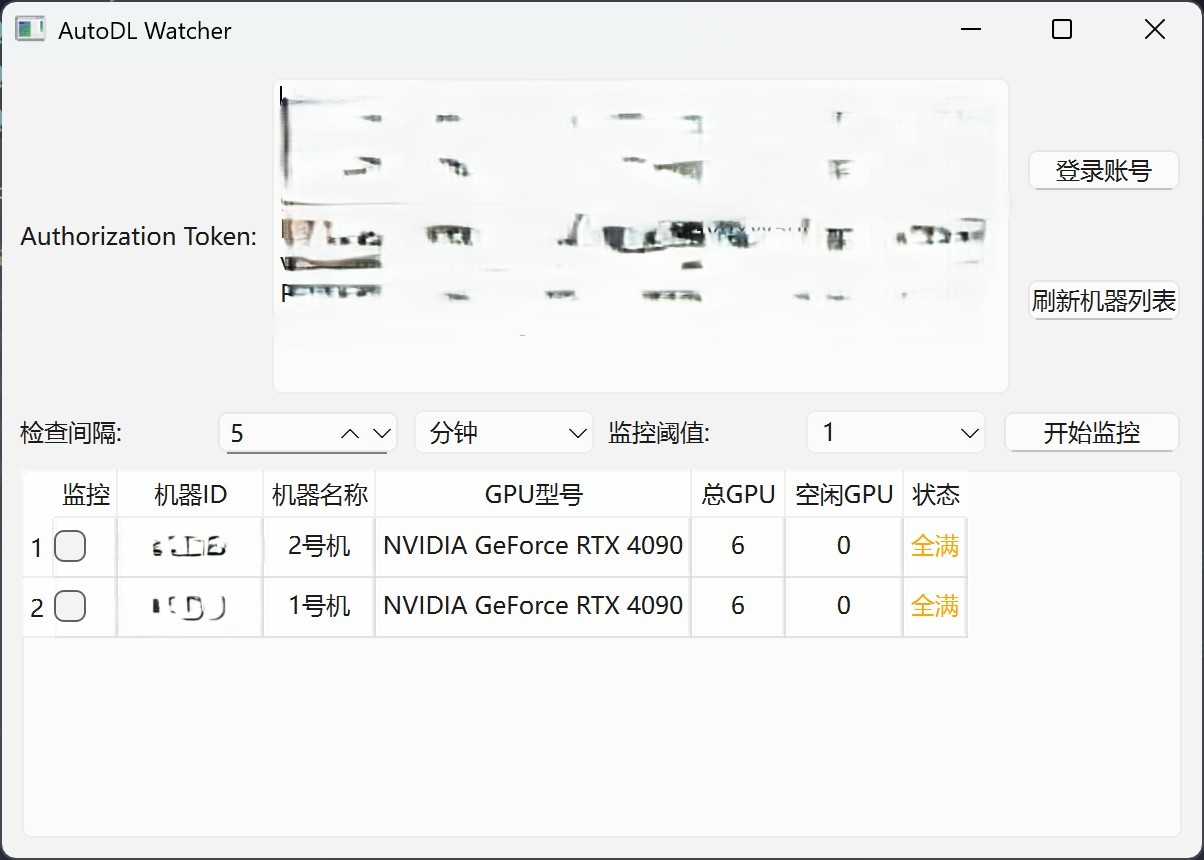 AutoDL Watcher
Authorization Token:
登录账号
刷新机器列表
检查间隔: 5 分钟 监控阈值: 1 开始监控
监控 机器ID 机器名称 GPU型号 总GPU 空闲GPU 状态
1 2号机 NVIDIA GeForce RTX 4090 6 0 全满
2 1号机 NVIDIA GeForce RTX 4090 6 0 全满